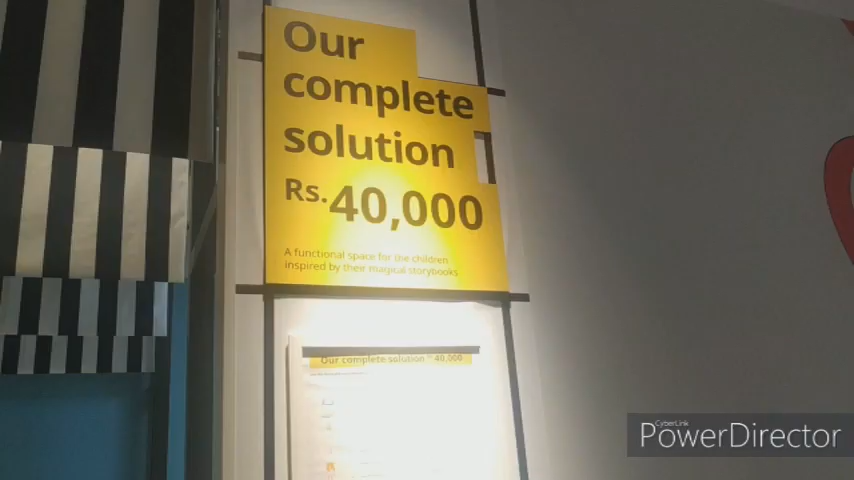 Our
complete
solution
Rs.40,000
A functional space for the children
inspired by their magical storybooks
Our complete solution Rs. 40,000
CyberLink
PowerDirector